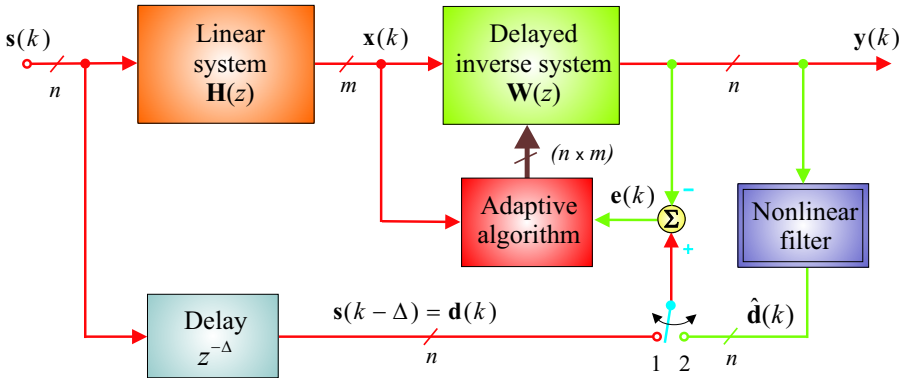 s(k)
n
Linear
system
H(z)
x(k)
m
Delayed
inverse system
W(z)
n
y(k)
(n x m)
Adaptive
algorithm
e(k)
−
Σ
+
Nonlinear
filter
Delay
z^{−Δ}
s(k − Δ) = d(k)
n
1
2
d̂(k)
n